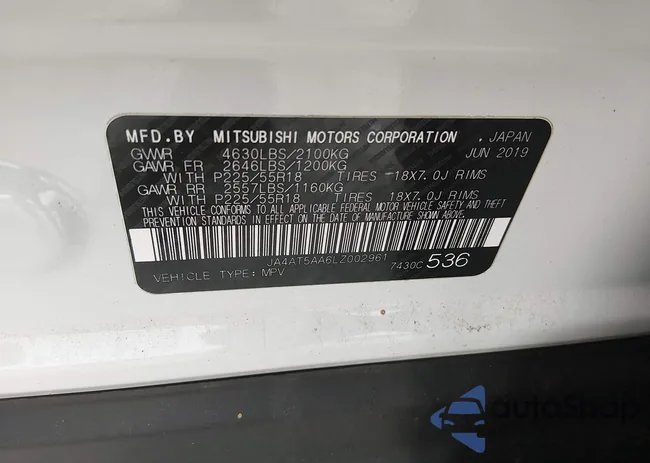 MFD.BY MITSUBISHI MOTORS CORPORATION . JAPAN
GVWR 4630LBS/2100KG JUN 2019
GAWR FR 2646LBS/1200KG
WITH P225/55R18 TIRES -18X7.0J RIMS
GAWR RR 2557LBS/1160KG
WITH P225/55R18 TIRES 18X7.0J RIMS
THIS VEHICLE CONFORMS TO ALL APPLICABLE FEDERAL MOTOR VEHICLE SAFETY AND THEFT
PREVENTION STANDARDS IN EFFECT ON THE DATE OF MANUFACTURE SHOWN ABOVE.
JA4AT5AA6LZ002961
VEHICLE TYPE: MPV 7430C 536
autoSnap